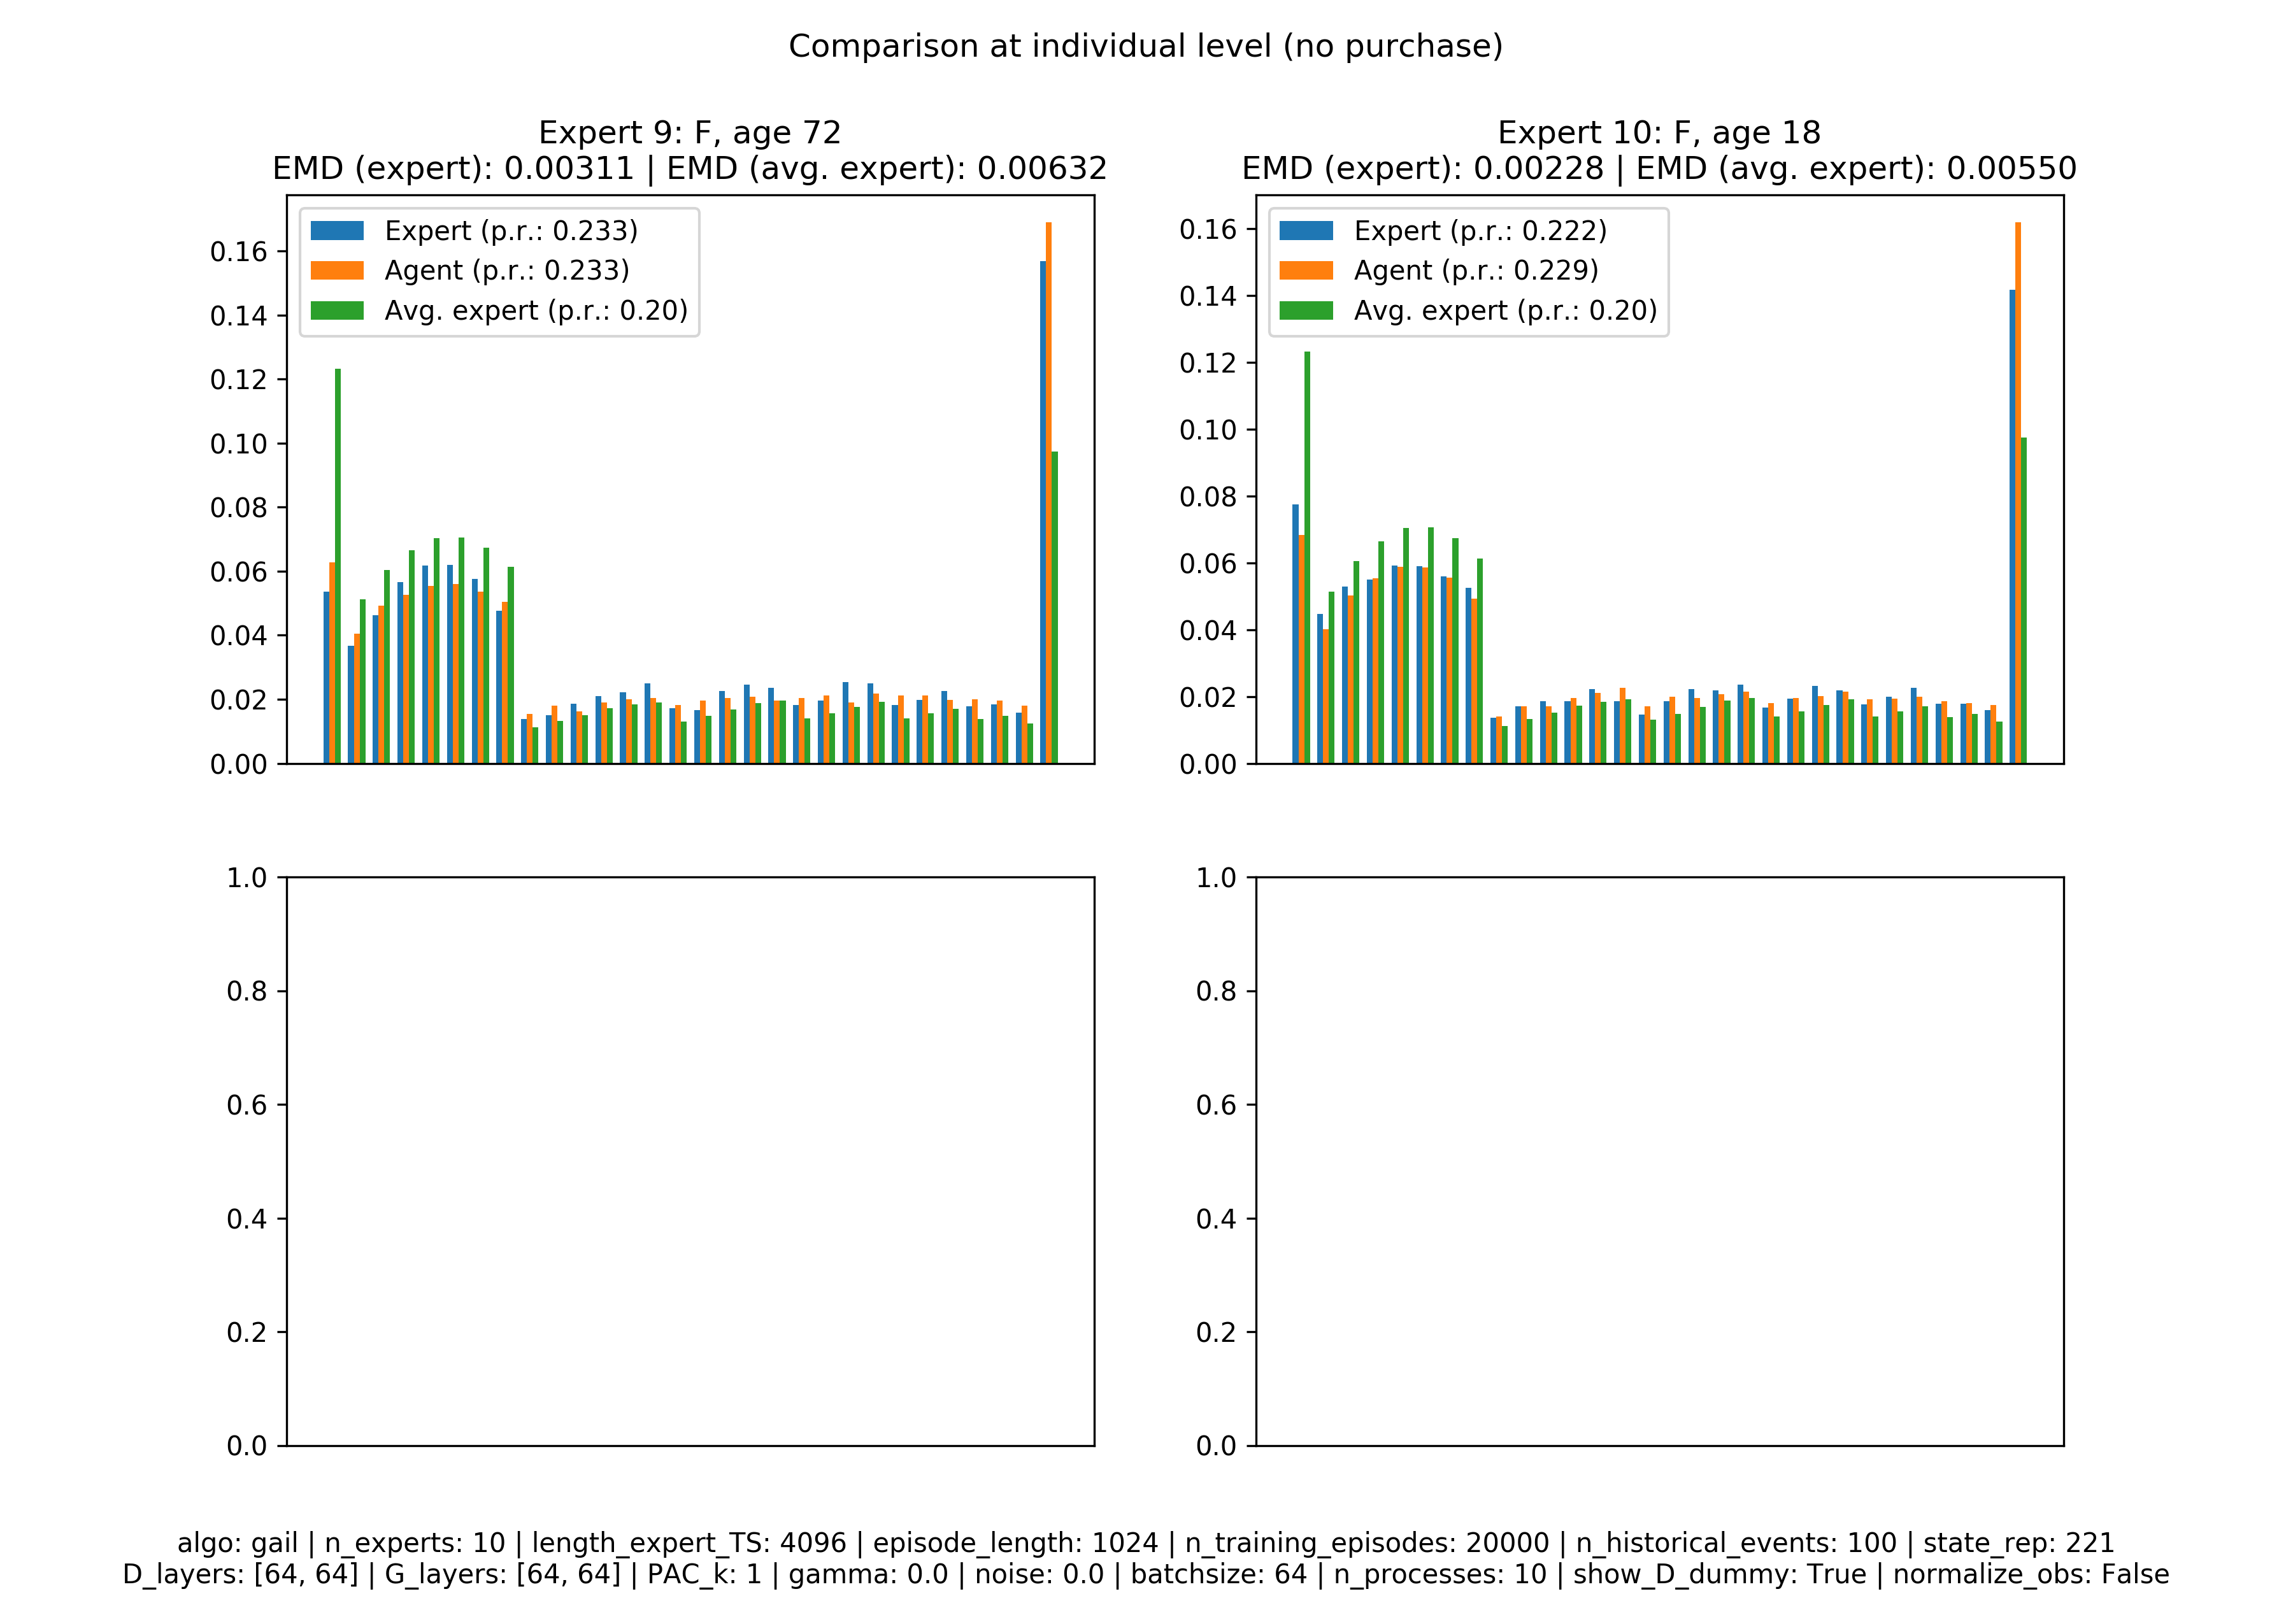 Comparison at individual level (no purchase)
Expert 9: F, age 72
EMD (expert): 0.00311 | EMD (avg. expert): 0.00632
Expert (p.r.: 0.233)
Agent (p.r.: 0.233)
Avg. expert (p.r.: 0.20)
0.16
0.14
0.12
0.10
0.08
0.06
0.04
0.02
0.00
Expert 10: F, age 18
EMD (expert): 0.00228 | EMD (avg. expert): 0.00550
Expert (p.r.: 0.222)
Agent (p.r.: 0.229)
Avg. expert (p.r.: 0.20)
0.16
0.14
0.12
0.10
0.08
0.06
0.04
0.02
0.00
1.0
0.8
0.6
0.4
0.2
0.0
1.0
0.8
0.6
0.4
0.2
0.0
algo: gail | n_experts: 10 | length_expert_TS: 4096 | episode_length: 1024 | n_training_episodes: 20000 | n_historical_events: 100 | state_rep: 221
D_layers: [64, 64] | G_layers: [64, 64] | PAC_k: 1 | gamma: 0.0 | noise: 0.0 | batchsize: 64 | n_processes: 10 | show_D_dummy: True | normalize_obs: False